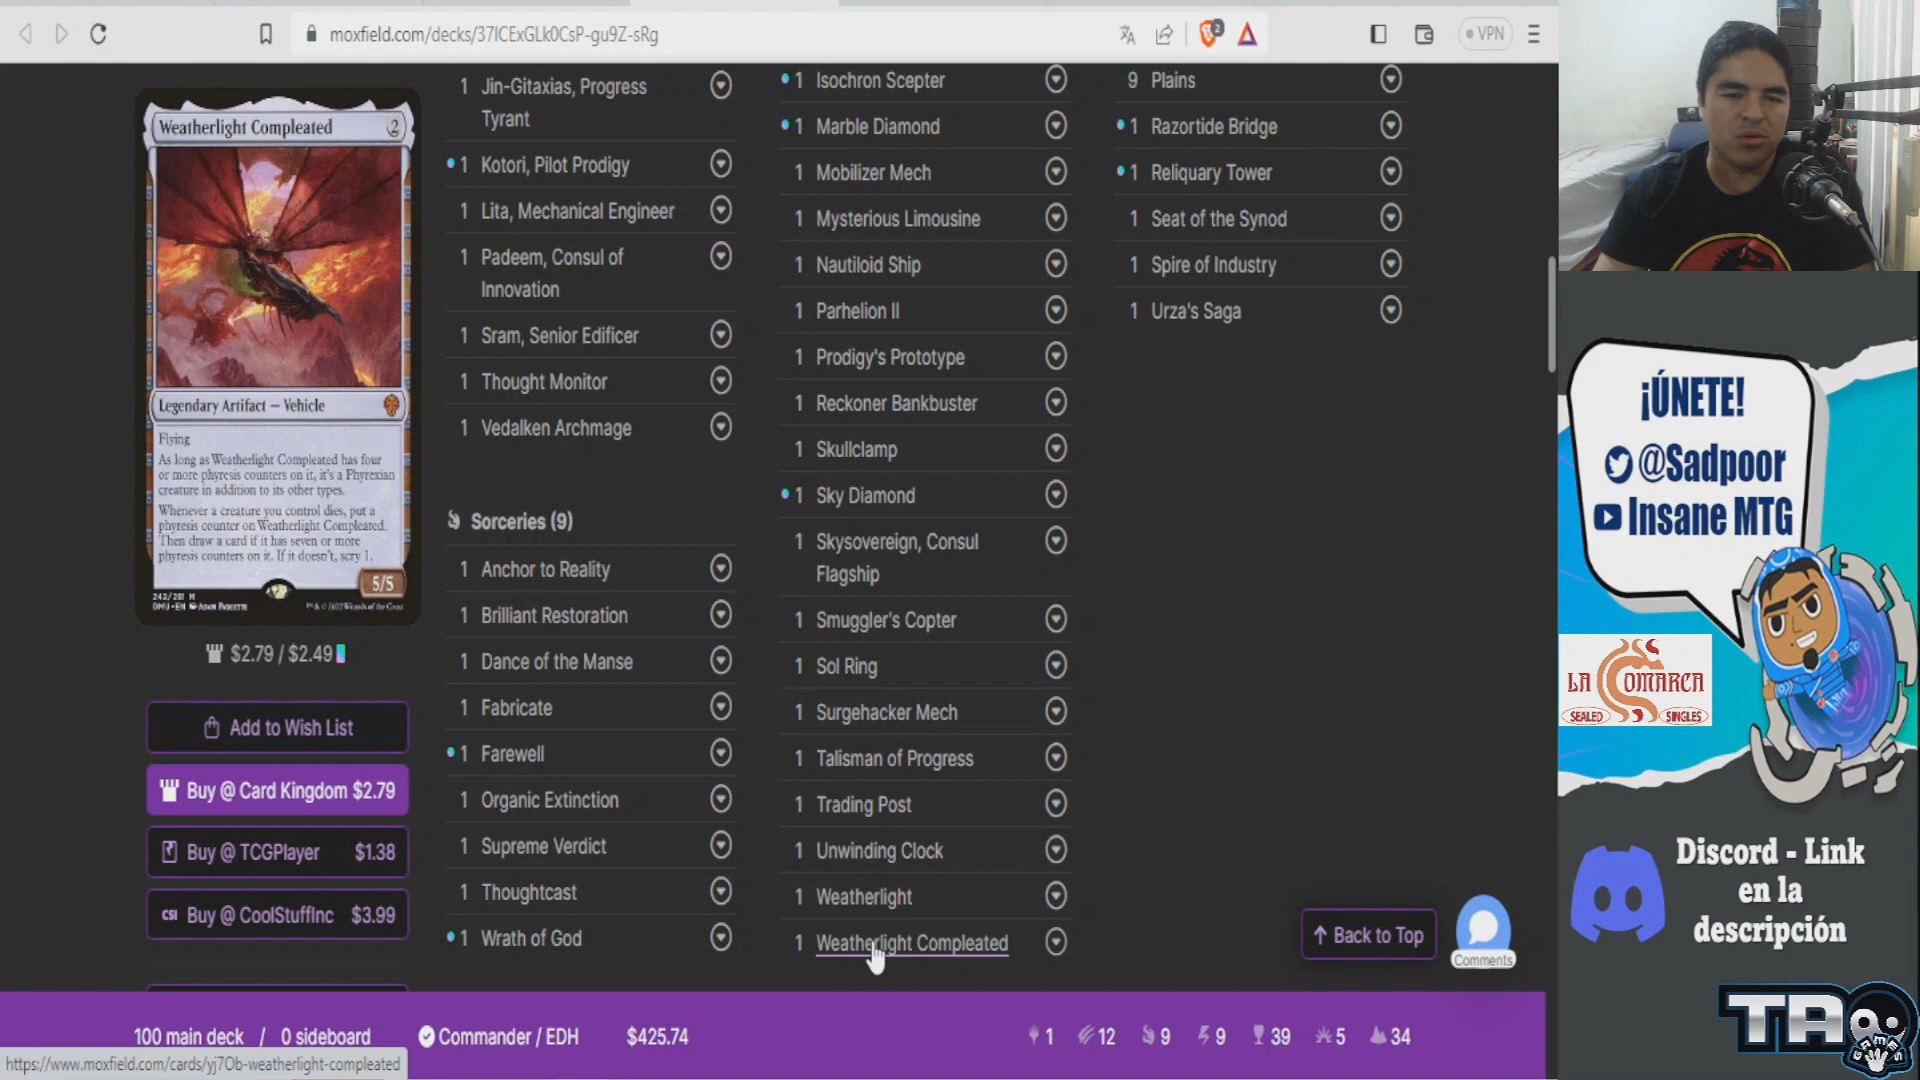 moxfield.com/decks/37ICExGLk0CsP-gu9Z-sRg
2
VPN
Weatherlight Compleated 2
Legendary Artifact – Vehicle
Flying
As long as Weatherlight Compleated has four
or more phyresis counters on it, it's a Phyrexian
creature in addition to its other types.
Whenever a creature you control dies, put a
phyresis counter on Weatherlight Compleated.
Then draw a card if it has seven or more
phyresis counters on it. If it doesn't, scry 1.
5/5
242/281 M
DMU • EN Adam Paquette
$2.79 / $2.49
Add to Wish List
Buy @ Card Kingdom $2.79
Buy @ TCGPlayer $1.38
CSI Buy @ CoolStuffInc $3.99
1 Jin-Gitaxias, Progress
Tyrant
1 Kotori, Pilot Prodigy
1 Lita, Mechanical Engineer
1 Padeem, Consul of
Innovation
1 Sram, Senior Edificer
1 Thought Monitor
1 Vedalken Archmage
Sorceries (9)
1 Anchor to Reality
1 Brilliant Restoration
1 Dance of the Manse
1 Fabricate
1 Farewell
1 Organic Extinction
1 Supreme Verdict
1 Thoughtcast
1 Wrath of God
1 Isochron Scepter
1 Marble Diamond
1 Mobilizer Mech
1 Mysterious Limousine
1 Nautiloid Ship
1 Parhelion II
1 Prodigy's Prototype
1 Reckoner Bankbuster
1 Skullclamp
1 Sky Diamond
1 Skysovereign, Consul
Flagship
1 Smuggler's Copter
1 Sol Ring
1 Surgehacker Mech
1 Talisman of Progress
1 Trading Post
1 Unwinding Clock
1 Weatherlight
1 Weatherlight Compleated
9 Plains
1 Razortide Bridge
1 Reliquary Tower
1 Seat of the Synod
1 Spire of Industry
1 Urza's Saga
Back to Top
Comments
100 main deck / 0 sideboard
Commander / EDH
$425.74
1 12 9 9 39 5 34
https://www.moxfield.com/cards/yj7Ob-weatherlight-compleated
¡ÚNETE!
@Sadpoor
Insane MTG
LA COMARCA
SEALED SINGLES
Discord - Link
en la
descripción
TAO
GAMES